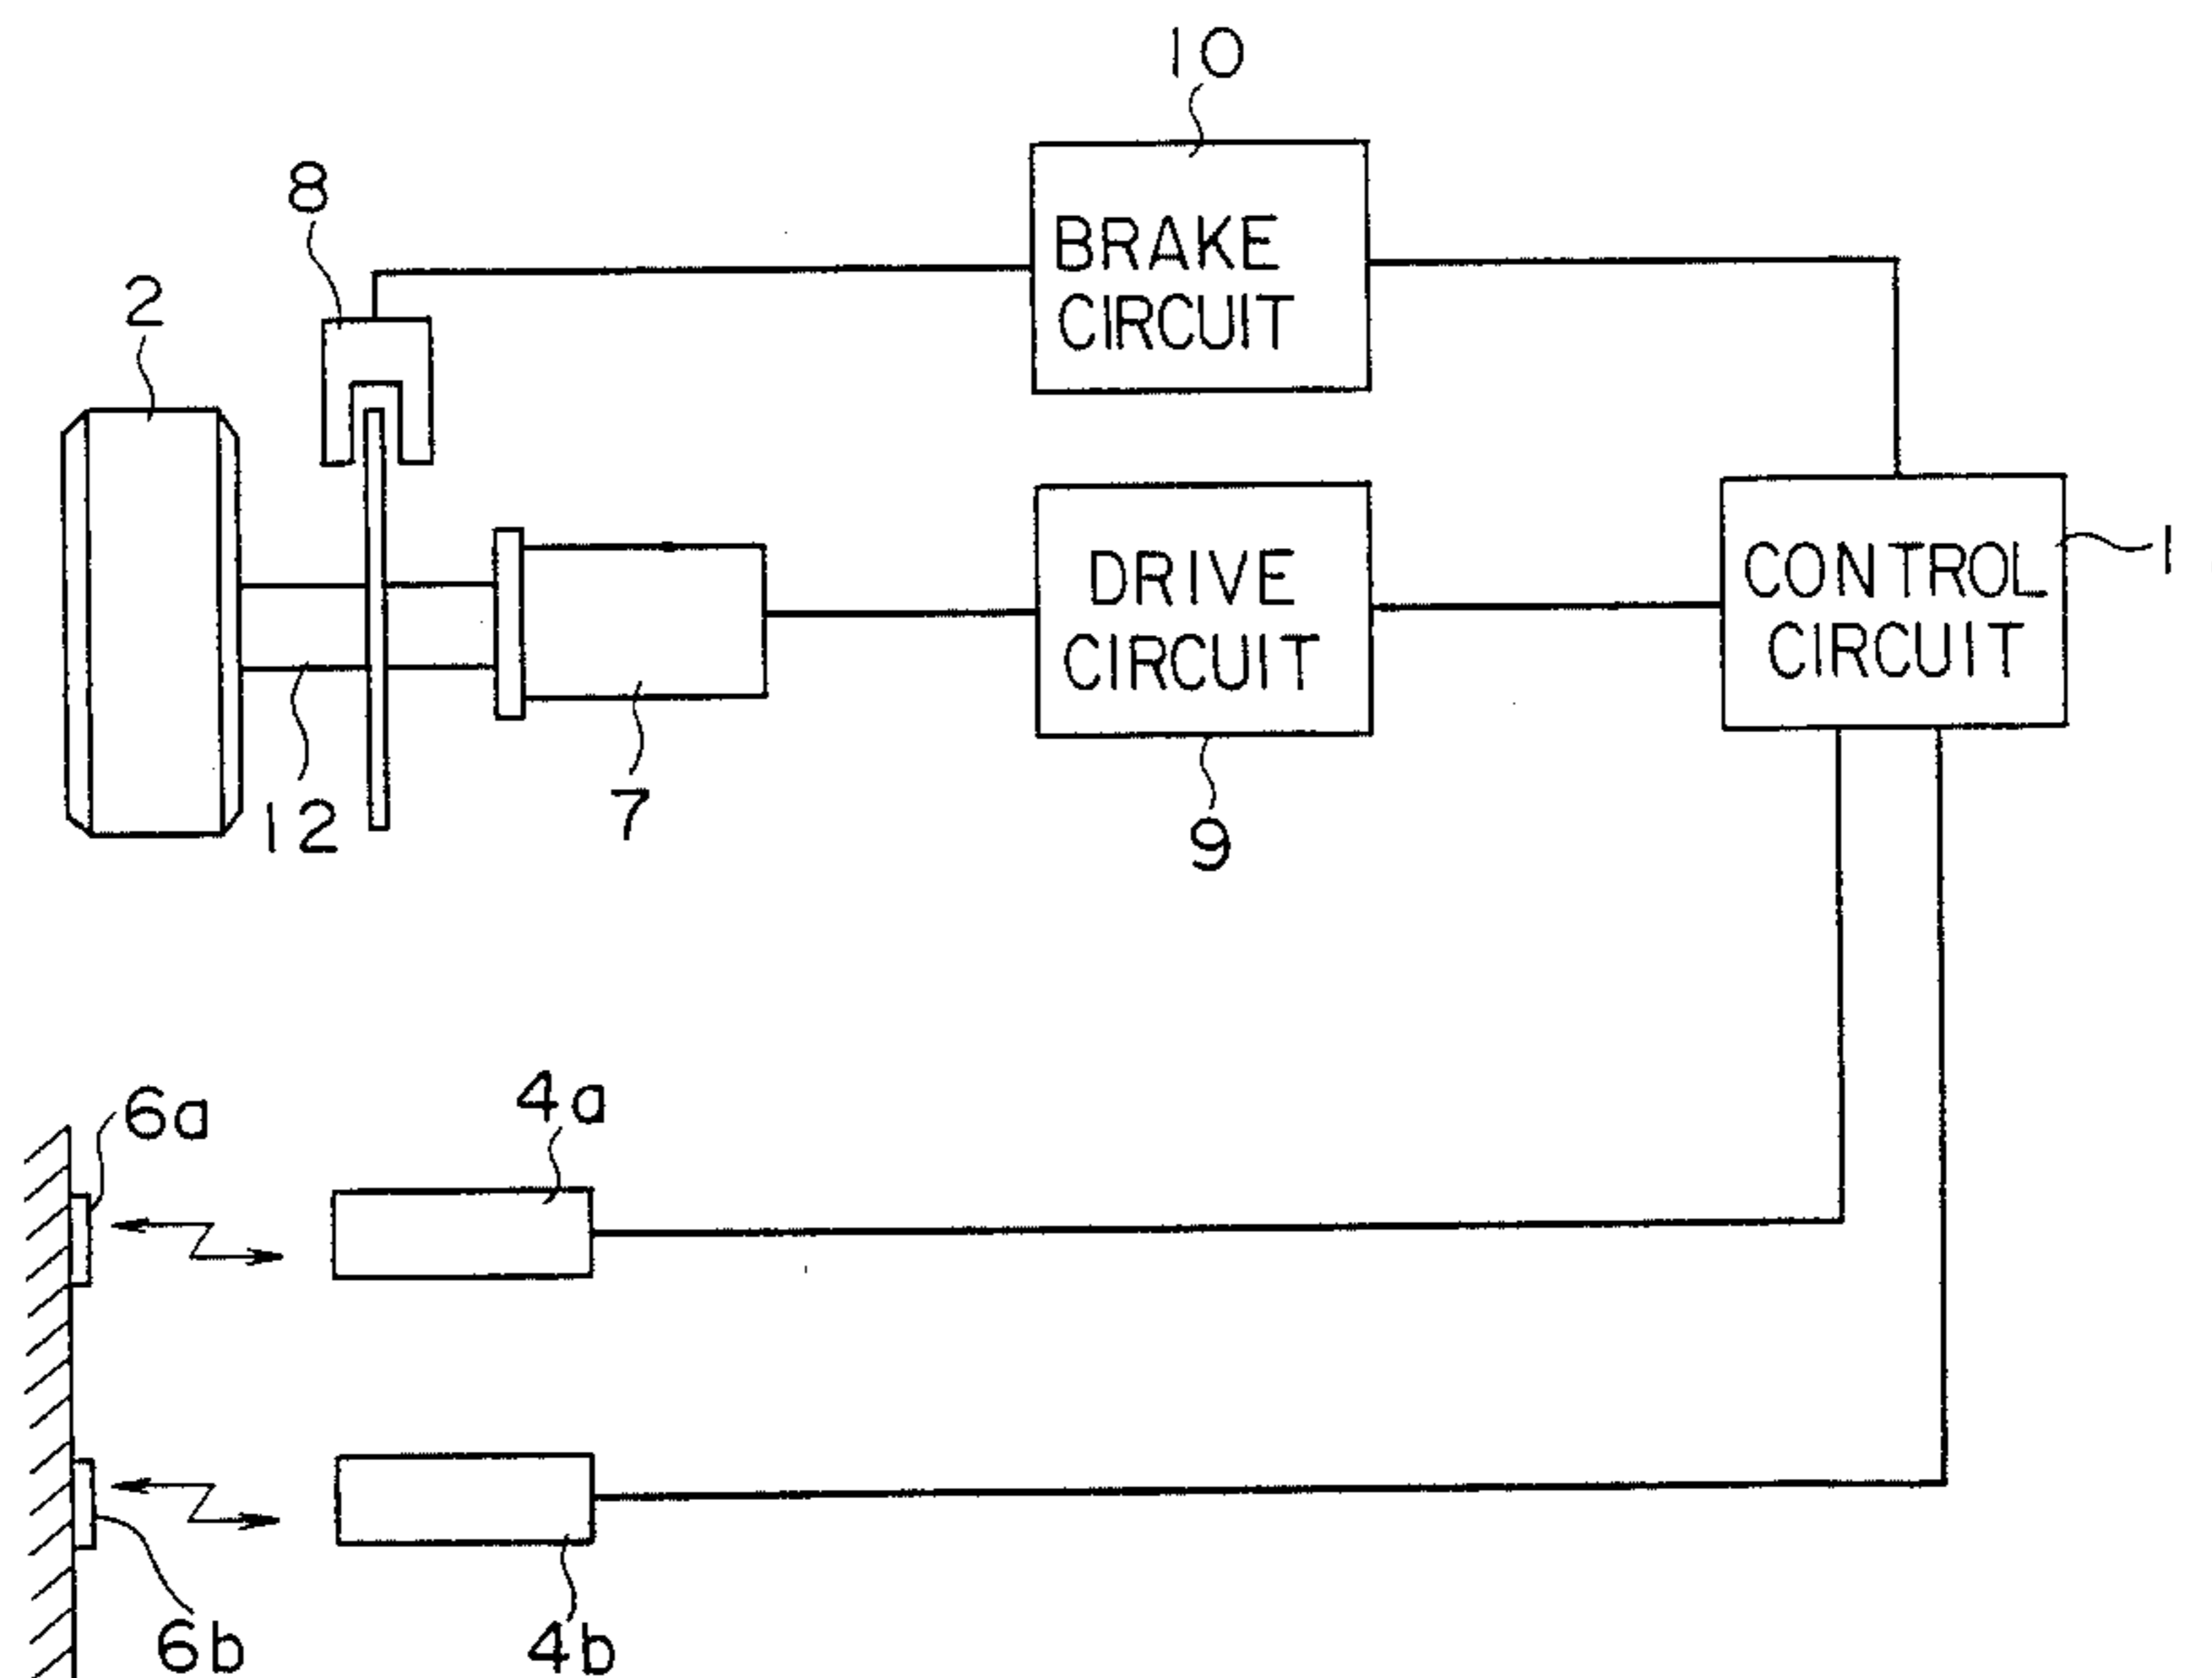 10
8
BRAKE
CIRCUIT
2
DRIVE
CIRCUIT
CONTROL
CIRCUIT
1
12
7
9
6a
4a
6b
4b